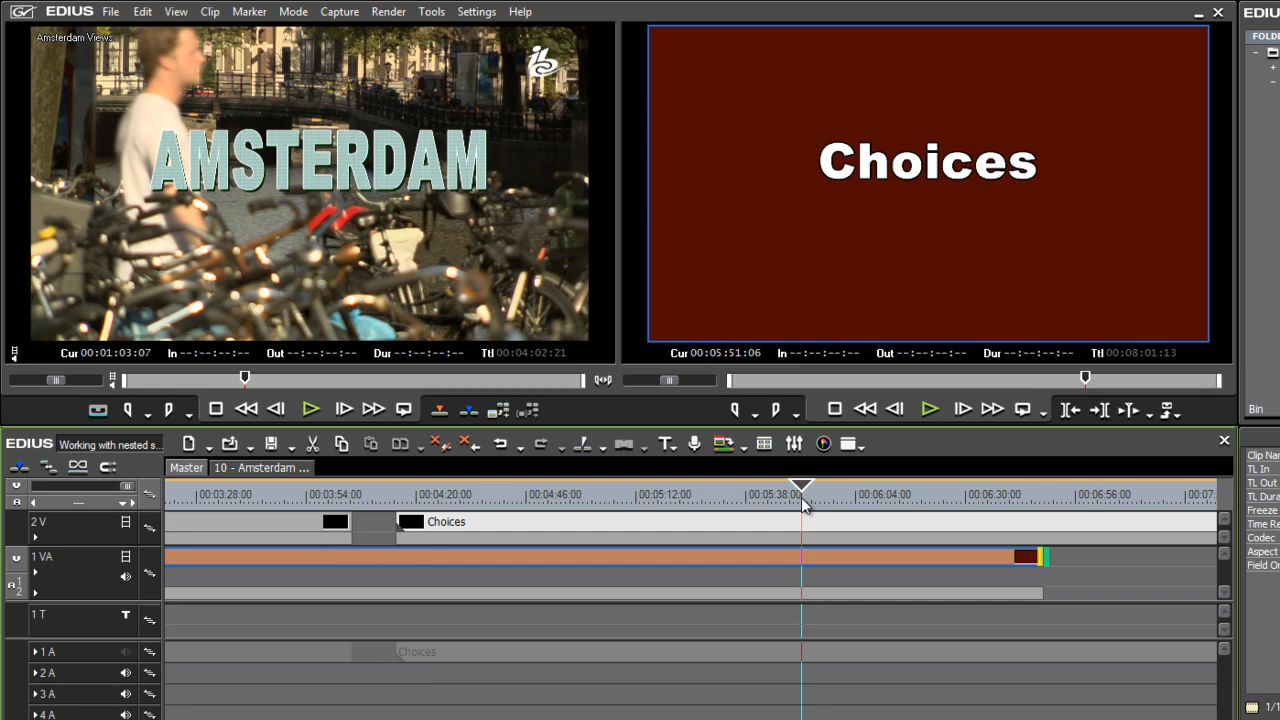 EDIUS File Edit View Clip Marker Mode Capture Render Tools Settings Help
EDIUS
Amsterdam Views
AMSTERDAM
Choices
FOLDE
Cur 00:01:03:07 In --:--:--:-- Out --:--:--:-- Dur --:--:--:-- Ttl 00:04:02:21
Cur 00:05:51:06 In --:--:--:-- Out --:--:--:-- Dur --:--:--:-- Ttl 00:08:01:13
Bin
EDIUS Working with nested s...
Master 10 - Amsterdam ...
00:03:28:00 00:03:54:00 00:04:20:00 00:04:46:00 00:05:12:00 00:05:38:00 00:06:04:00 00:06:30:00 00:06:56:00 00:07:
2 V Choices
1 VA
1
2
1 T T
1 A Choices
2 A
3 A
4 A
Clip Na
TL In
TL Out
TL Dura
Freeze
Time Re
Codec
Aspect
Field Or
1/1